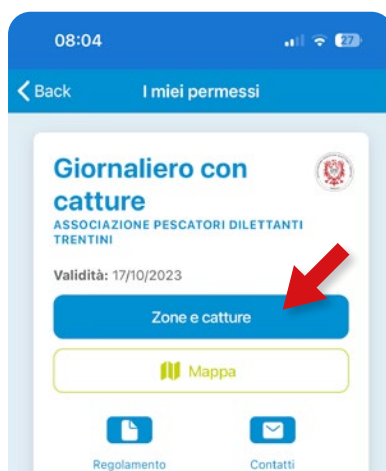 08:04
27
Back
I miei permessi
Giornaliero con
catture
ASSOCIAZIONE PESCATORI DILETTANTI
TRENTINI
Validità: 17/10/2023
Zone e catture
Mappa
Regolamento
Contatti